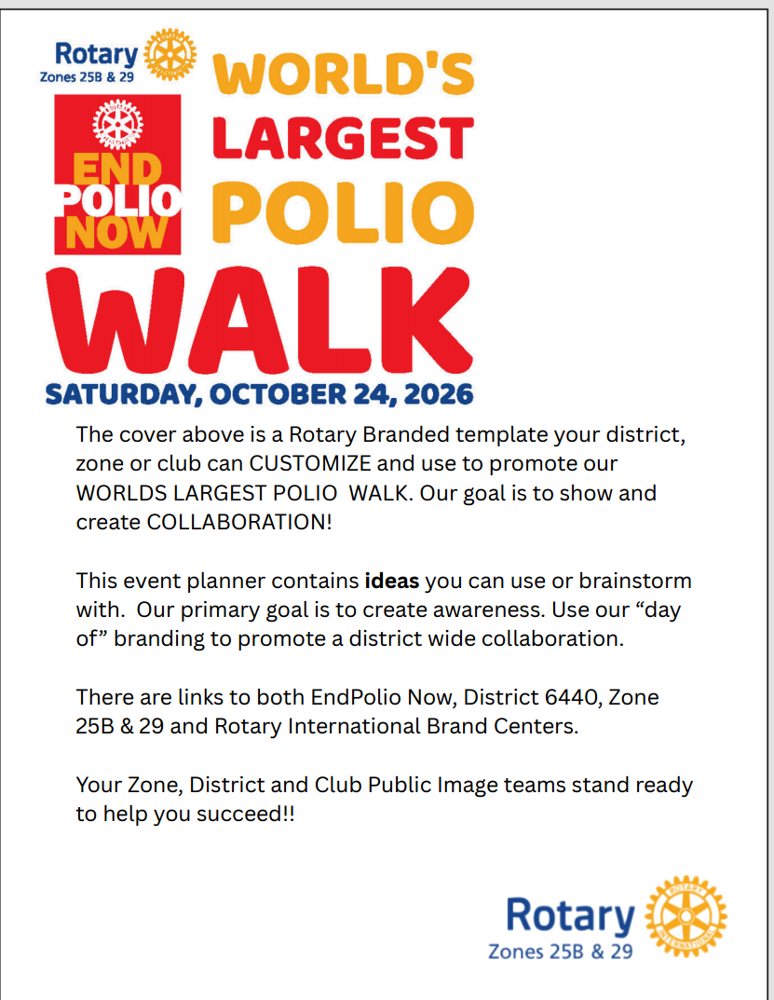 Rotary
Zones 25B & 29
END
POLIO
NOW
WORLD'S
LARGEST
POLIO
WALK
SATURDAY, OCTOBER 24, 2026
The cover above is a Rotary Branded template your district,
zone or club can CUSTOMIZE and use to promote our
WORLDS LARGEST POLIO  WALK. Our goal is to show and
create COLLABORATION!
This event planner contains ideas you can use or brainstorm
with.  Our primary goal is to create awareness. Use our “day
of” branding to promote a district wide collaboration.
There are links to both EndPolio Now, District 6440, Zone
25B & 29 and Rotary International Brand Centers.
Your Zone, District and Club Public Image teams stand ready
to help you succeed!!
Rotary
Zones 25B & 29
ROTARY
INTERNATIONAL